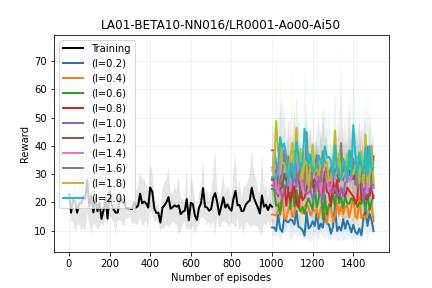 LA01-BETA10-NN016/LR0001-Ao00-Ai50
Reward
70
60
50
40
30
20
10
Training
(l=0.2)
(l=0.4)
(l=0.6)
(l=0.8)
(l=1.0)
(l=1.2)
(l=1.4)
(l=1.6)
(l=1.8)
(l=2.0)
0 200 400 600 800 1000 1200 1400
Number of episodes